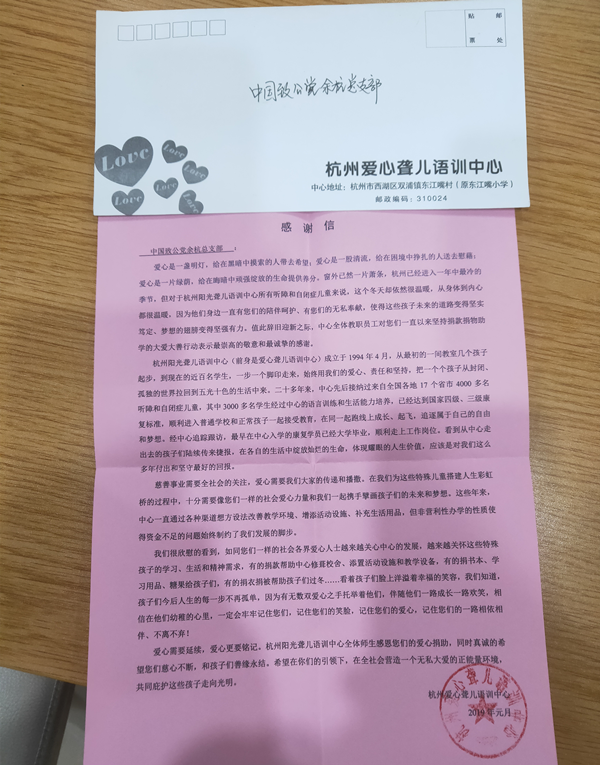 贴 邮
票 处
中国致公党余杭总支部
Love
Love
Love
Love
Love
Love
杭州爱心聋儿语训中心
中心地址：杭州市西湖区双浦镇东江嘴村（原东江嘴小学）
邮政编码：310024
感谢信
中国致公党余杭总支部：
爱心是一盏明灯，给在黑暗中摸索的人带去希望；爱心是一股清流，给在困境中挣扎的人送去慰藉；
爱心是一片绿荫，给在晦暗中顽强绽放的生命提供养分。窗外已然一片萧条，杭州已经进入一年中最冷的
季节。但对于杭州阳光聋儿语训中心所有听障和自闭症儿童来说，这个冬天却依然很温暖，从身体到内心
都很温暖，因为他们身边一直有您们的陪伴呵护、有您们的无私奉献，使得这些孩子未来的道路变得坚实
笃定、梦想的翅膀变得坚强有力。值此辞旧迎新之际，中心全体教职员工对您们一直以来坚持捐款捐物助
学的大爱大善行动表示最崇高的敬意和最诚挚的感谢。
杭州阳光聋儿语训中心（前身是爱心聋儿语训中心）成立于 1994 年 4 月，从最初的一间教室几个孩子
起步，到现在的近百名学生，一步一个脚印走来，始终用我们的爱心、责任和坚持，把一个个孩子从封闭、
孤独的世界拉回到五光十色的生活中来。二十多年来，中心先后接纳过来自全国各地 17 个省市 4000 多名
听障和自闭症儿童，其中 3000 多名学生经过中心的语言训练和生活能力培养，已经达到国家四级、三级康
复标准，顺利进入普通学校和正常孩子一起接受教育，在同一起跑线上成长、起飞，追逐属于自己的自由
和梦想。经中心追踪跟访，最早在中心入学的康复学员已经大学毕业，顺利走上工作岗位。看到从中心走
出去的孩子们陆续传来捷报，在各自的生活中绽放灿烂的生命，体现耀眼的人生价值，应该是对我们这么
多年付出和坚守最好的回报。
慈善事业需要全社会的关注，爱心需要我们大家的传递和播撒。在我们为这些特殊儿童搭建人生彩虹
桥的过程中，十分需要像您们一样的社会爱心力量和我们一起携手擘画孩子们的未来和梦想。这些年来，
中心一直通过各种渠道想方设法改善教学环境、增添活动设施、补充生活用品，但非营利性办学的性质使
得资金不足的问题始终制约了我们发展的脚步。
我们很欣慰的看到，如同您们一样的社会各界爱心人士越来越关心中心的发展，越来越关怀这些特殊
孩子的学习、生活和精神需求，有的捐款帮助中心修葺校舍、添置活动设施和教学设备，有的捐书本、学
习用品、糖果给孩子们，有的捐衣捐被帮助孩子们过冬……看着孩子们脸上洋溢着幸福的笑容，我们知道，
孩子们今后人生的每一步不再孤单，因为有无数双爱心之手托举着他们，伴随他们一路成长一路欢笑，相
信在他们幼稚的心里，一定会牢牢记住您们，记住您们的笑脸，记住您们的爱心，记住您们的一路相依相
伴、不离不弃！
爱心需要延续，爱心更要铭记。杭州阳光聋儿语训中心全体师生感恩您们的爱心捐助，同时真诚的希
望您们慈心不断，和孩子们善缘永结。希望在你们的引领下，在全社会营造一个无私大爱的正能量环境，
共同庇护这些孩子走向光明。
杭州爱心聋儿语训中心
2019 年元月
杭州爱心聋儿语训中心